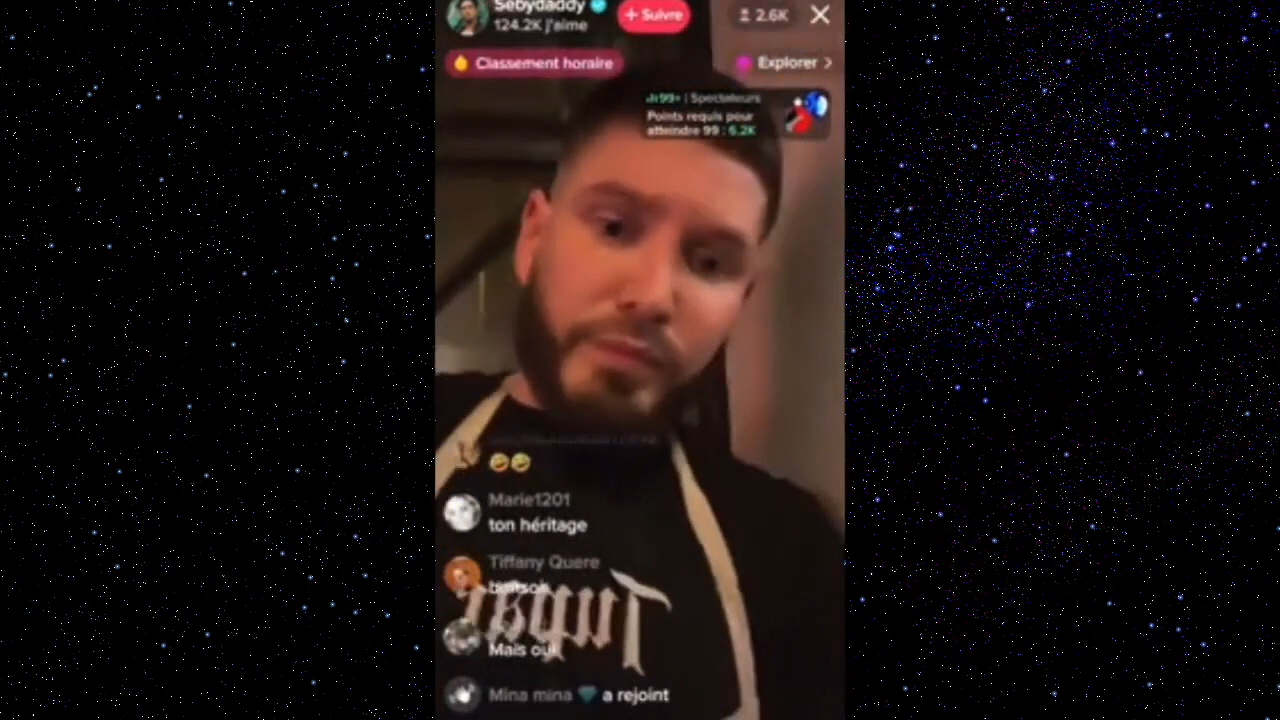 Sebydaddy
124.2K j'aime
+ Suivre
2.6K
Classement horaire
Explorer >
99+ | Spectateurs
Points requis pour
atteindre 99 : 6.2K
Marie1201
ton héritage
Tiffany Quere
Mais oui
Mina mina a rejoint